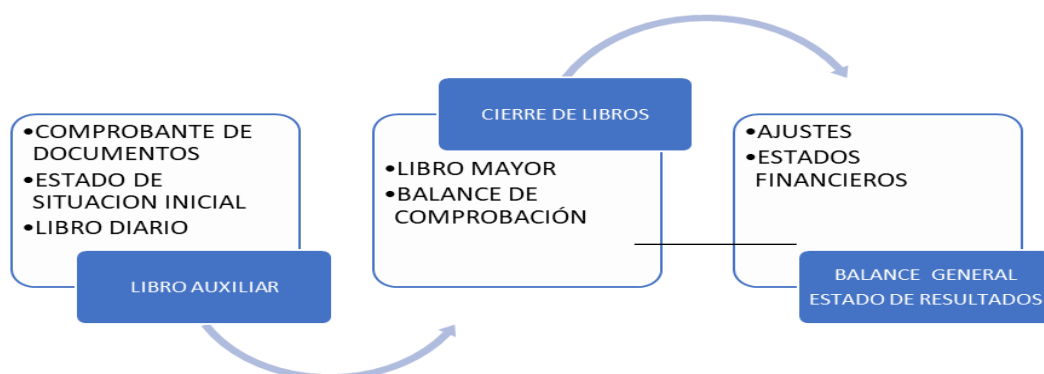 •COMPROBANTE DE
DOCUMENTOS
•ESTADO DE
SITUACION INICIAL
•LIBRO DIARIO
LIBRO AUXILIAR
CIERRE DE LIBROS
•LIBRO MAYOR
•BALANCE DE
COMPROBACIÓN
•AJUSTES
•ESTADOS
FINANCIEROS
BALANCE GENERAL
ESTADO DE RESULTADOS